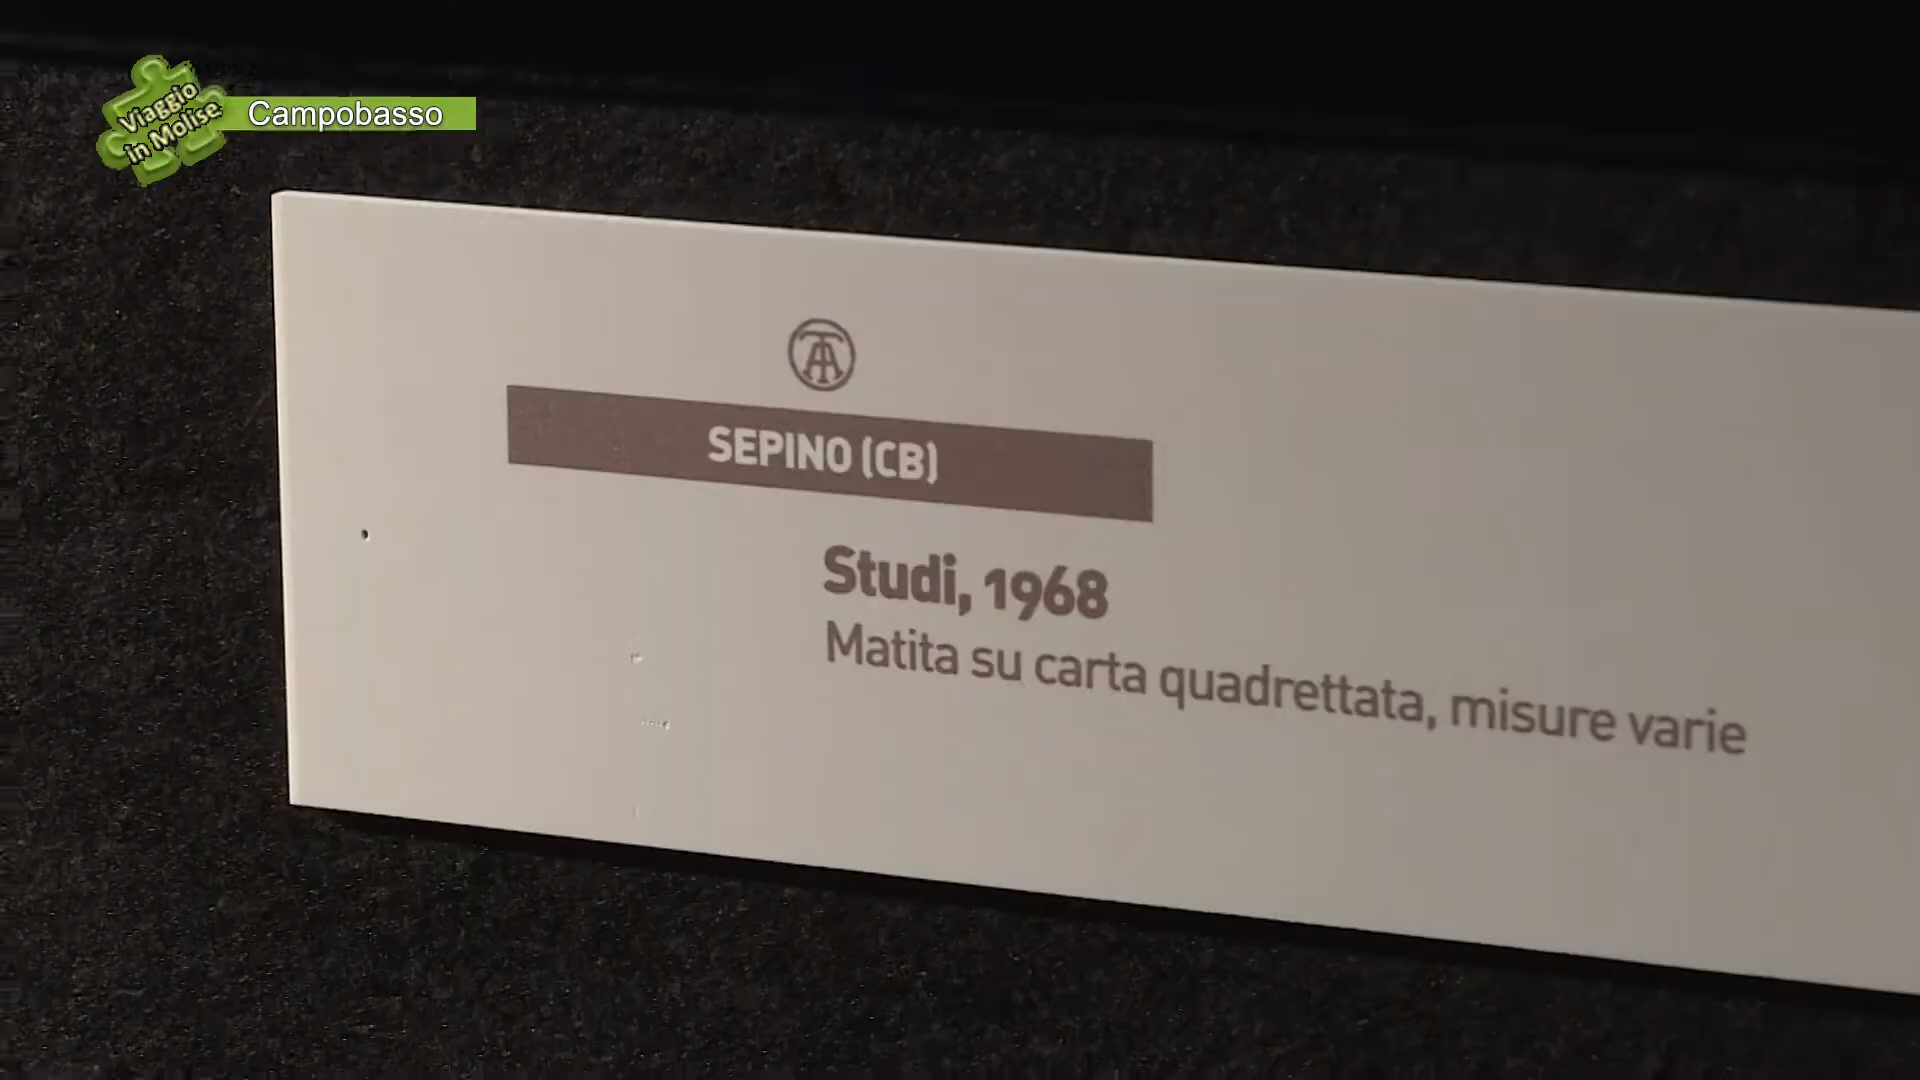 Viaggio
in Molise
Campobasso
SEPINO (CB)
Studi, 1968
Matita su carta quadrettata, misure varie